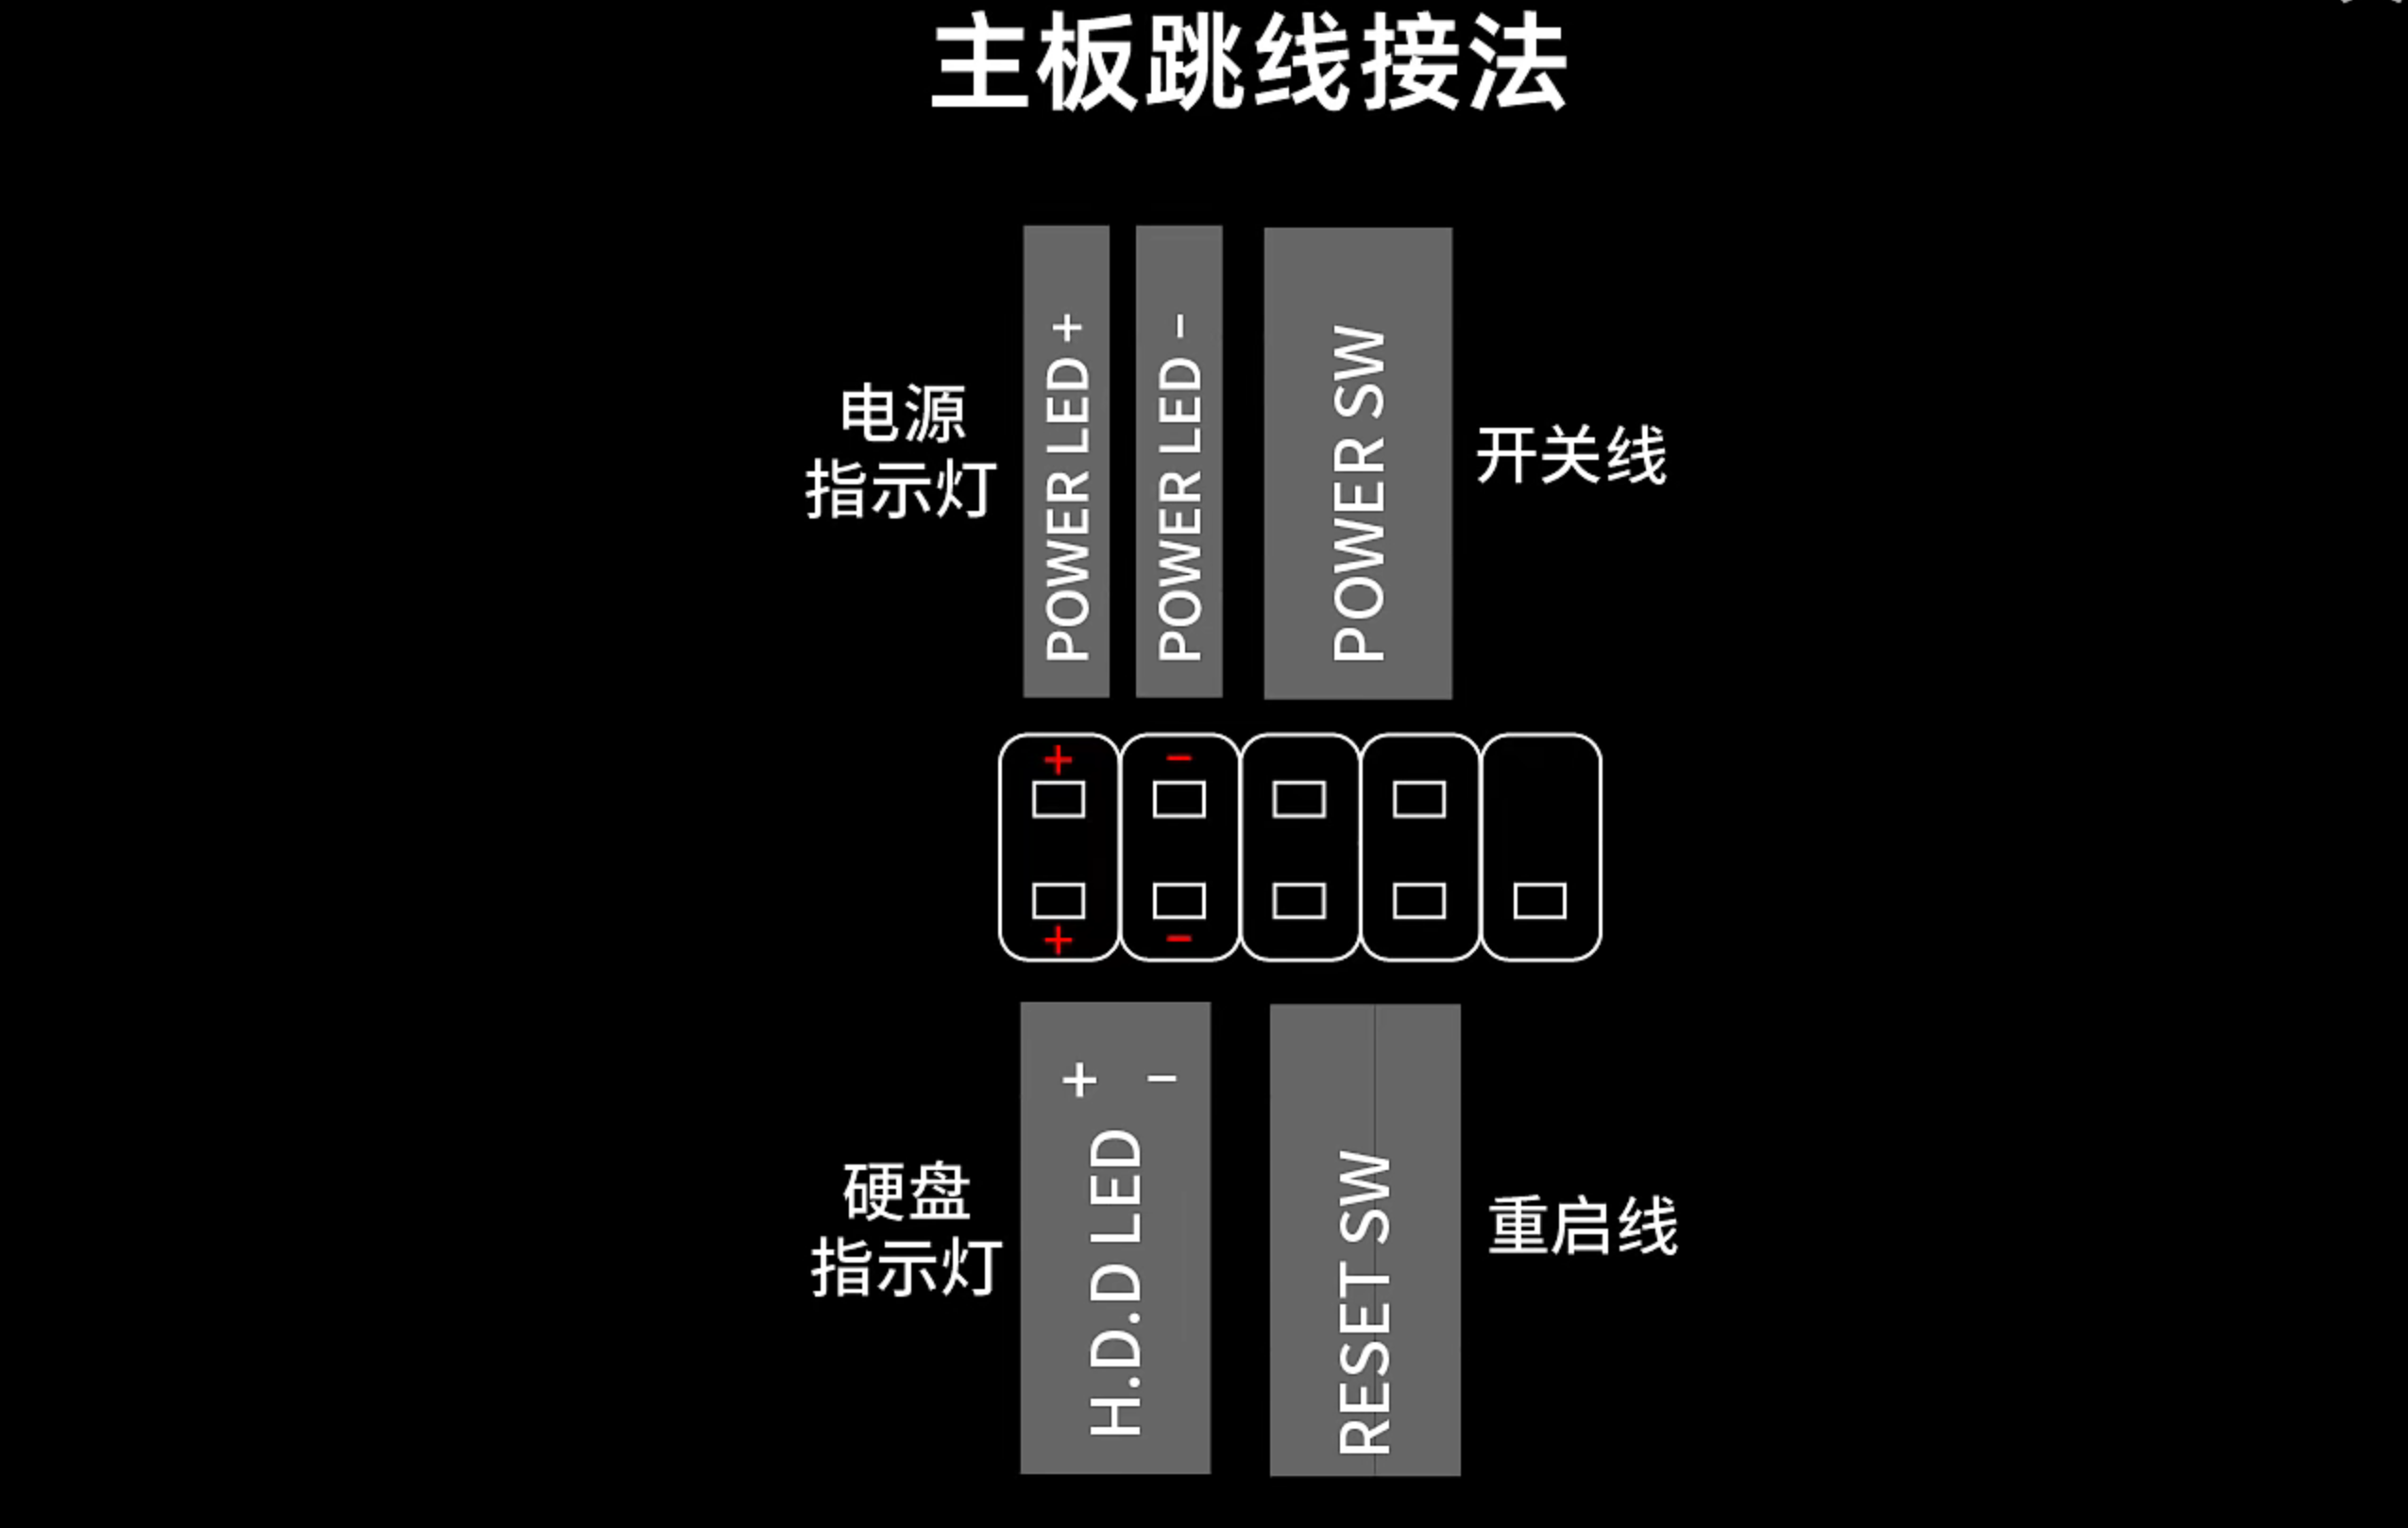 主板跳线接法
电源
指示灯
POWER LED +
POWER LED -
POWER SW
开关线
+ -
+ -
硬盘
指示灯
+ -
H.D.D LED
RESET SW
重启线